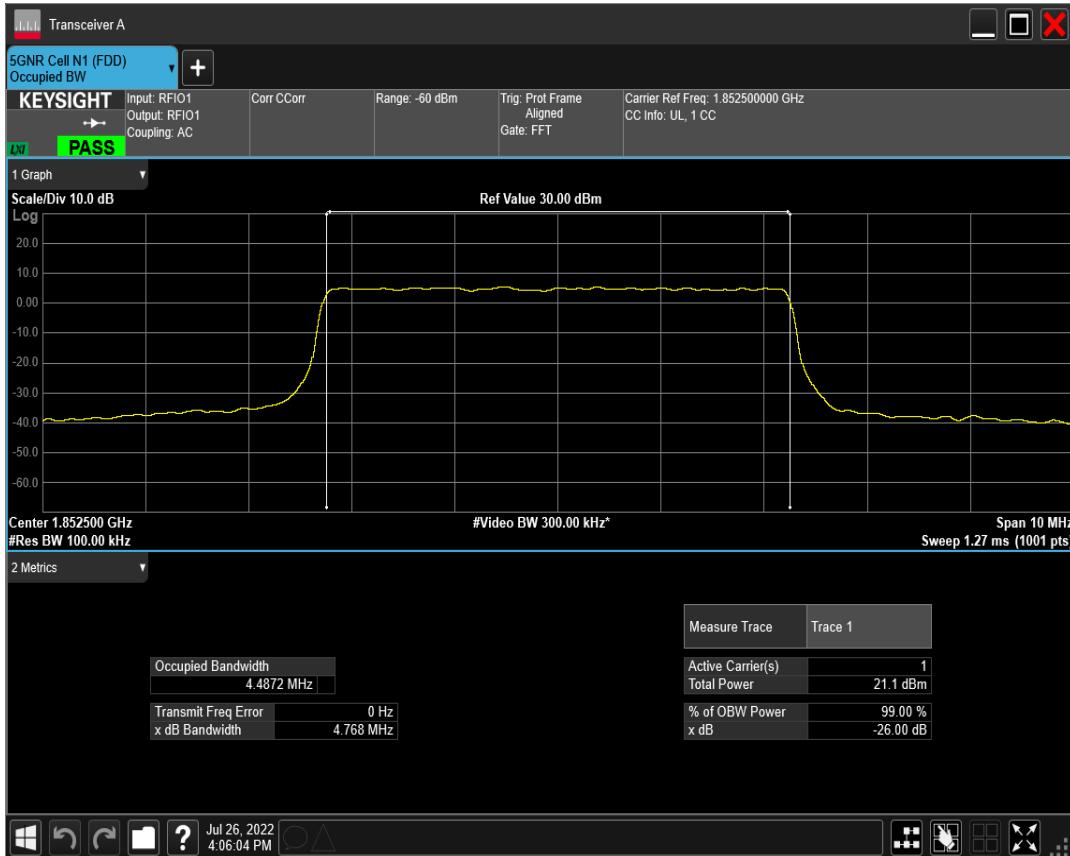 Transceiver A
5GNR Cell N1 (FDD)
Occupied BW
+
KEYSIGHT
LXI
PASS
Input: RFIO1
Output: RFIO1
Coupling: AC
Corr CCorr
Range: -60 dBm
Trig: Prot Frame
Aligned
Gate: FFT
Carrier Ref Freq: 1.852500000 GHz
CC Info: UL, 1 CC
1 Graph
Scale/Div 10.0 dB
Ref Value 30.00 dBm
Log
20.0
10.0
0.00
-10.0
-20.0
-30.0
-40.0
-50.0
-60.0
Center 1.852500 GHz
#Video BW 300.00 kHz*
Span 10 MHz
#Res BW 100.00 kHz
Sweep 1.27 ms (1001 pts)
2 Metrics
Measure Trace Trace 1
Occupied Bandwidth
4.4872 MHz
Active Carrier(s) 1
Total Power 21.1 dBm
Transmit Freq Error 0 Hz
x dB Bandwidth 4.768 MHz
% of OBW Power 99.00 %
x dB -26.00 dB
?
Jul 26, 2022
4:06:04 PM